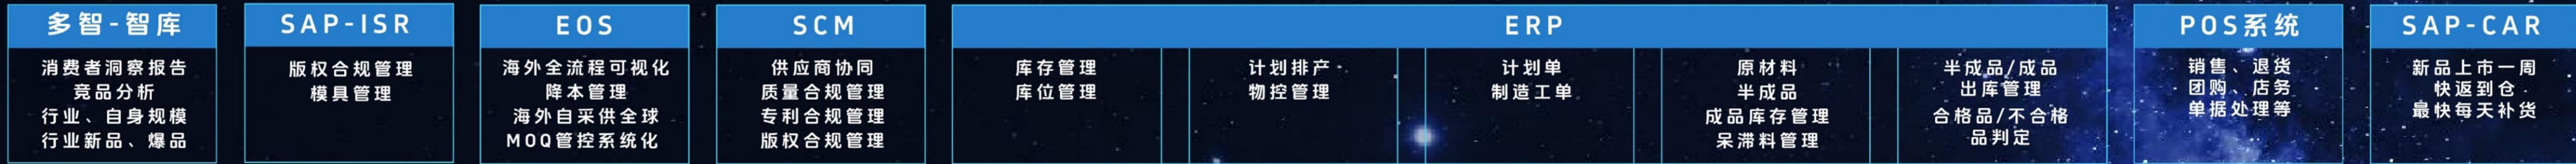 多智-智库
消费者洞察报告
竞品分析
行业、自身规模
行业新品、爆品
SAP-ISR
版权合规管理
模具管理
EOS
海外全流程可视化
降本管理
海外自采供全球
MOQ管控系统化
SCM
供应商协同
质量合规管理
专利合规管理
版权合规管理
ERP
库存管理
库位管理
计划排产
物控管理
计划单
制造工单
原材料
半成品
成品库存管理
呆滞料管理
半成品/成品
出库管理
合格品/不合格
品判定
POS系统
销售、退货
团购、店务
单据处理等
SAP-CAR
新品上市一周
快返到仓
最快每天补货